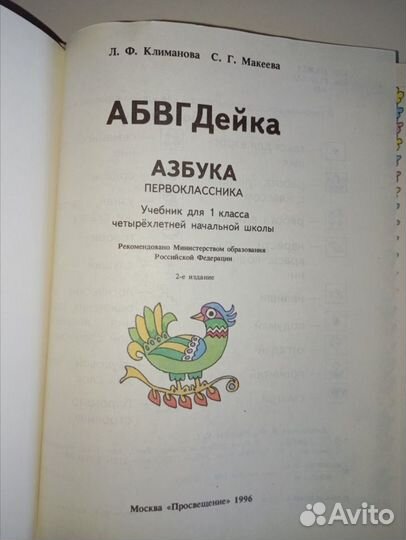 Л. Ф. Климанова С. Г. Макеева
АБВГДейка
АЗБУКА
ПЕРВОКЛАССНИКА
Учебник для 1 класса
четырёхлетней начальной школы
Рекомендовано Министерством образования
Российской Федерации
2-е издание
Москва «Просвещение» 1996
Avito